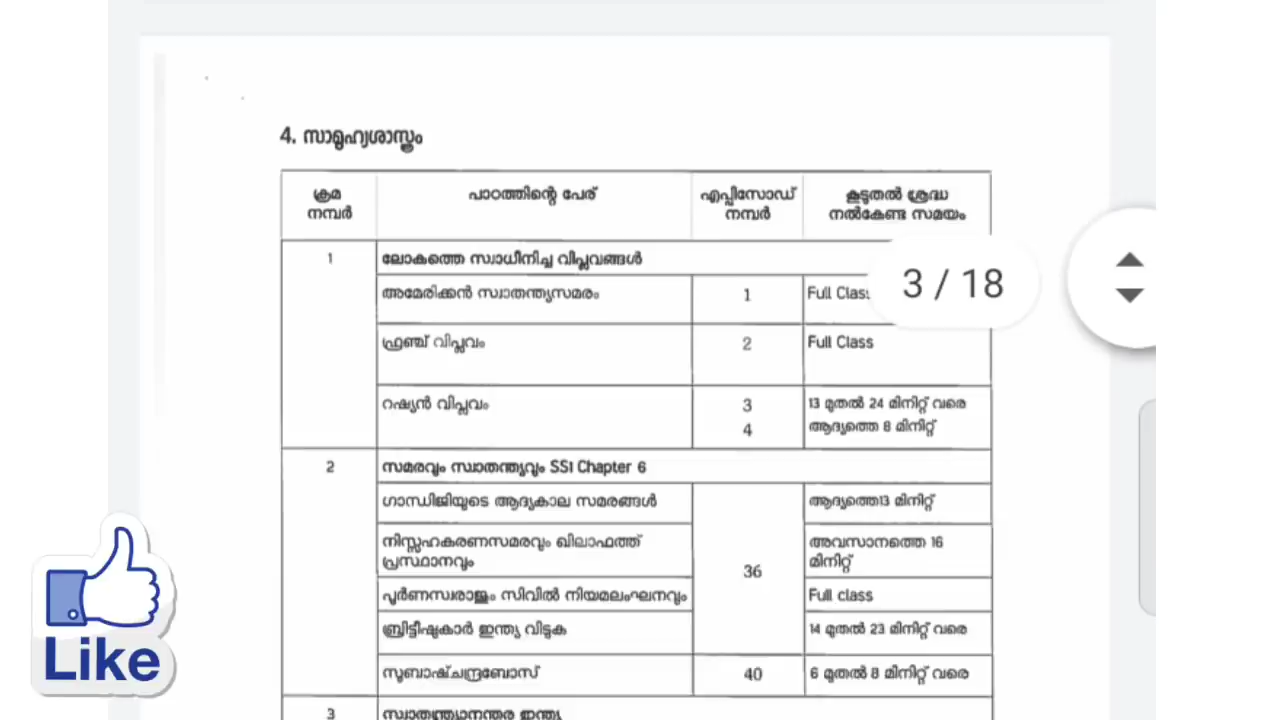 4. സാമൂഹ്യശാസ്ത്രം
ക്രമ നമ്പർ
പാഠത്തിന്റെ പേര്
എപ്പിസോഡ് നമ്പർ
കൂടുതൽ ശ്രദ്ധ നൽകേണ്ട സമയം
1
ലോകത്തെ സ്വാധീനിച്ച വിപ്ലവങ്ങൾ
അമേരിക്കൻ സ്വാതന്ത്ര്യസമരം
1
Full Class
3 / 18
ഫ്രഞ്ച് വിപ്ലവം
2
Full Class
റഷ്യൻ വിപ്ലവം
3
13 മുതൽ 24 മിനിറ്റ് വരെ
4
ആദ്യത്തെ 8 മിനിറ്റ്
2
സമരവും സ്വാതന്ത്ര്യവും SS1 Chapter 6
ഗാന്ധിജിയുടെ ആദ്യകാല സമരങ്ങൾ
ആദ്യത്തെ13 മിനിറ്റ്
നിസ്സഹകരണസമരവും ഖിലാഫത്ത്
പ്രസ്ഥാനവും
അവസാനത്തെ 16
മിനിറ്റ്
36
പൂർണസ്വരാജും സിവിൽ നിയമലംഘനവും
Full class
ബ്രിട്ടീഷുകാർ ഇന്ത്യ വിടുക
14 മുതൽ 23 മിനിറ്റ് വരെ
സുബാഷ്ചന്ദ്രബോസ്
40
6 മുതൽ 8 മിനിറ്റ് വരെ
3
സ്വാതന്ത്ര്യാനന്തര ഇന്ത്യ
Like